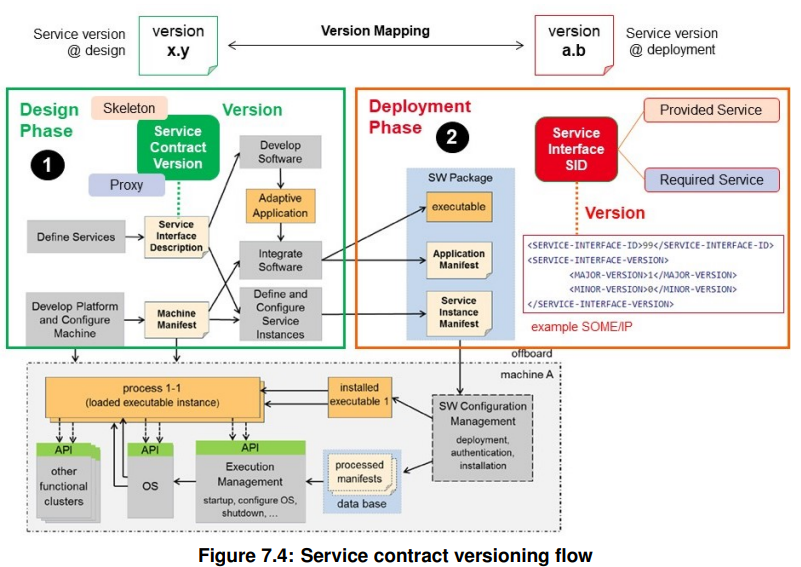 Service version
@ design
version
x.y
Version Mapping
version
a.b
Service version
@ deployment
Design
Phase
1
Skeleton
Service
Contract
Version
Proxy
Version
Develop
Software
Adaptive
Application
Define Services
Service
Interface
Description
Integrate
Software
Develop Platform
and Configure
Machine
Machine
Manifest
Define and
Configure
Service
Instances
Deployment
Phase
2
SW Package
executable
Application
Manifest
Service
Instance
Manifest
Service
Interface
SID
Provided Service
Required Service
Version
<SERVICE-INTERFACE-ID>99</SERVICE-INTERFACE-ID>
<SERVICE-INTERFACE-VERSION>
<MAJOR-VERSION>1</MAJOR-VERSION>
<MINOR-VERSION>0</MINOR-VERSION>
</SERVICE-INTERFACE-VERSION>
example SOME/IP
offboard
machine A
process 1-1
(loaded executable instance)
installed
executable 1
SW Configuration
Management
deployment,
authentication,
installation
API
other
functional
clusters
API
OS
API
Execution
Management
startup, configure OS,
shutdown, ...
processed
manifests
data base
Figure 7.4: Service contract versioning flow